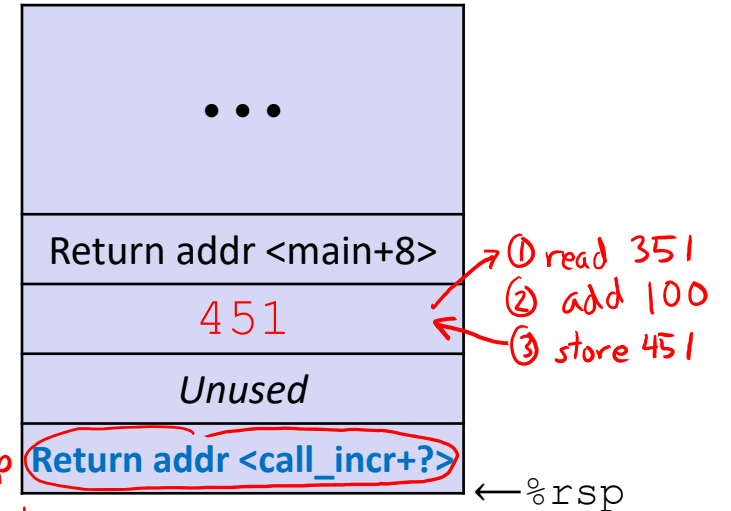 ...
Return addr <main+8>
① read 351
② add 100
451
③ store 451
Unused
p
Return addr <call_incr+?>
←%rsp